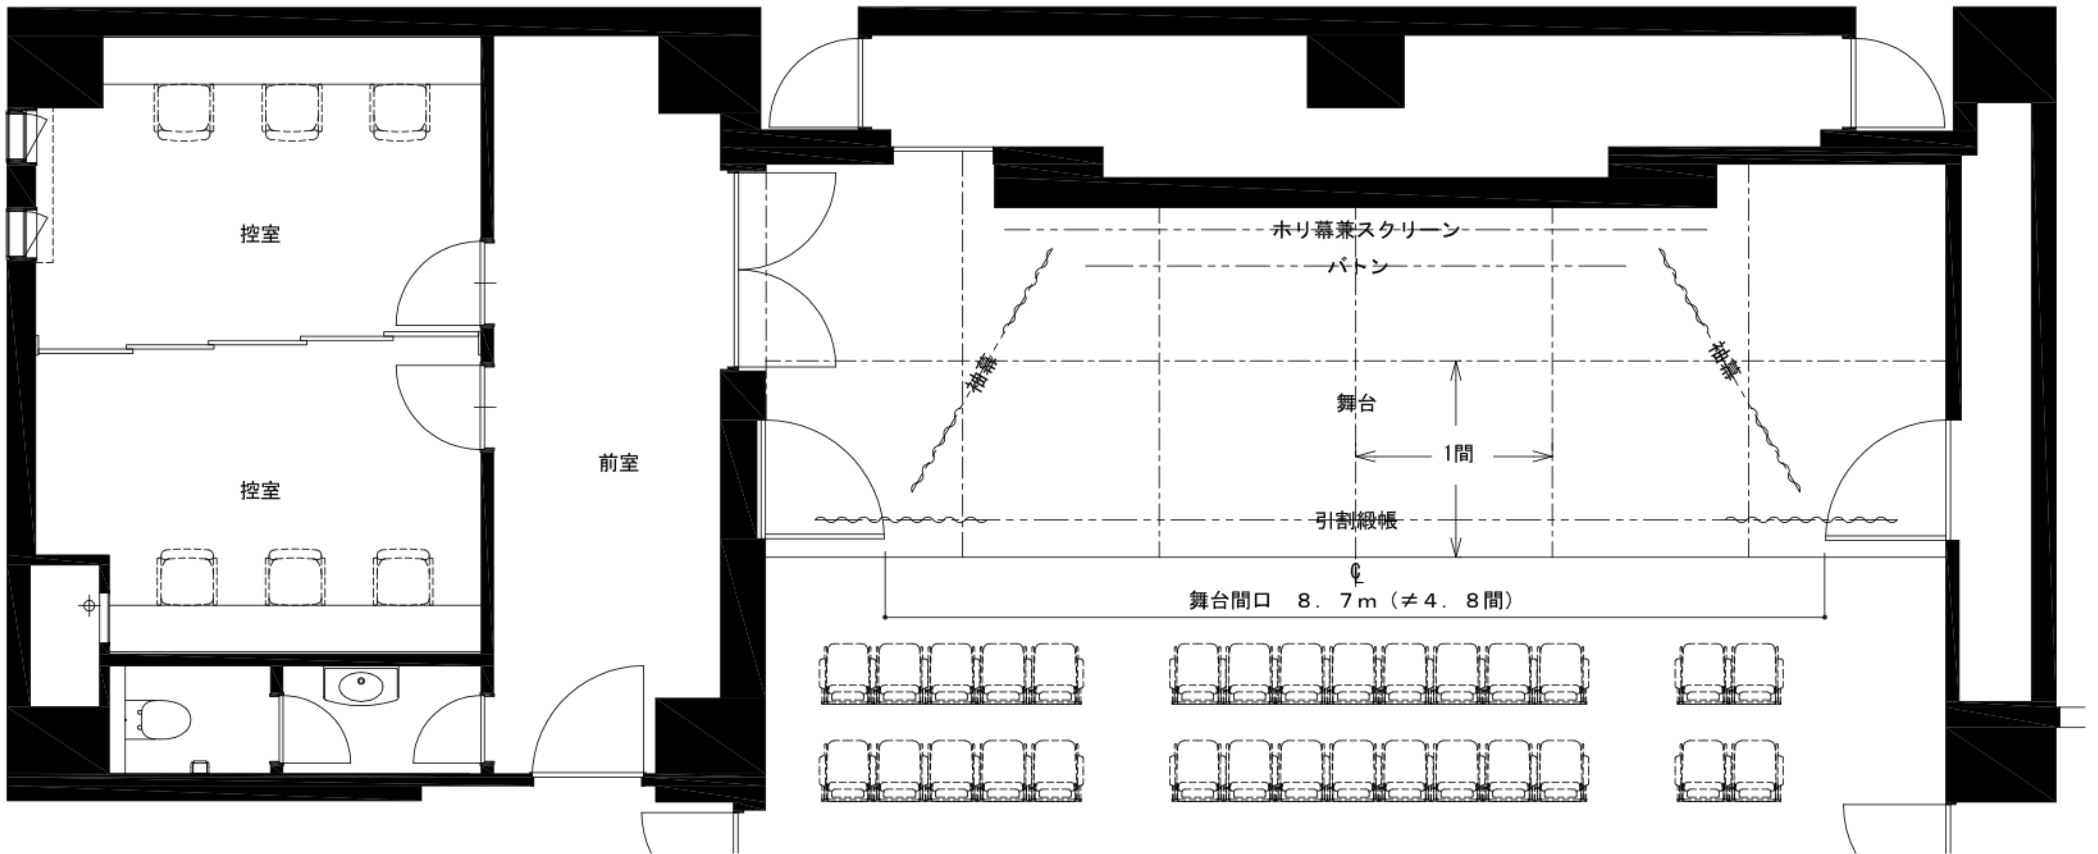 ホリ幕兼スクリーン
バトン
控室
袖幕
袖幕
舞台
1間
前室
控室
引割緞帳
℄
舞台間口　８．７ｍ（≠４．８間）